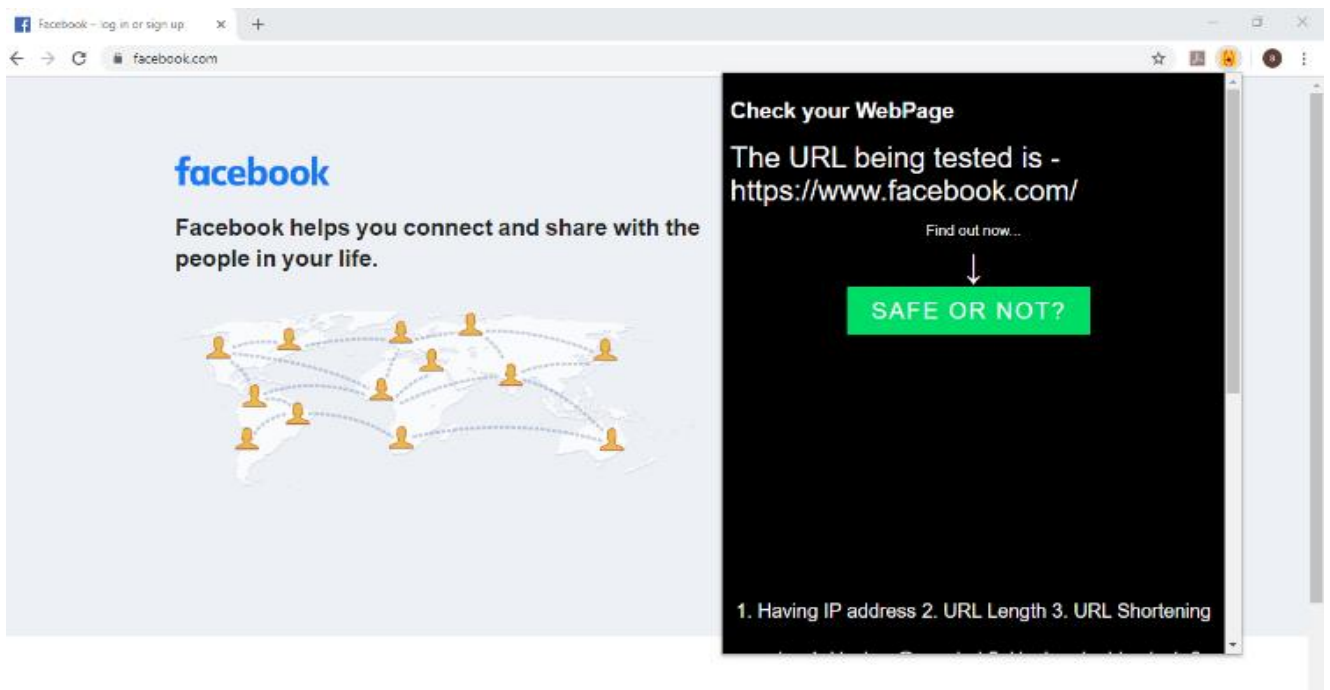 Facebook – log in or sign up
facebook.com
facebook
Facebook helps you connect and share with the
people in your life.
Check your WebPage
The URL being tested is -
https://www.facebook.com/
Find out now...
↓
SAFE OR NOT?
1. Having IP address 2. URL Length 3. URL Shortening